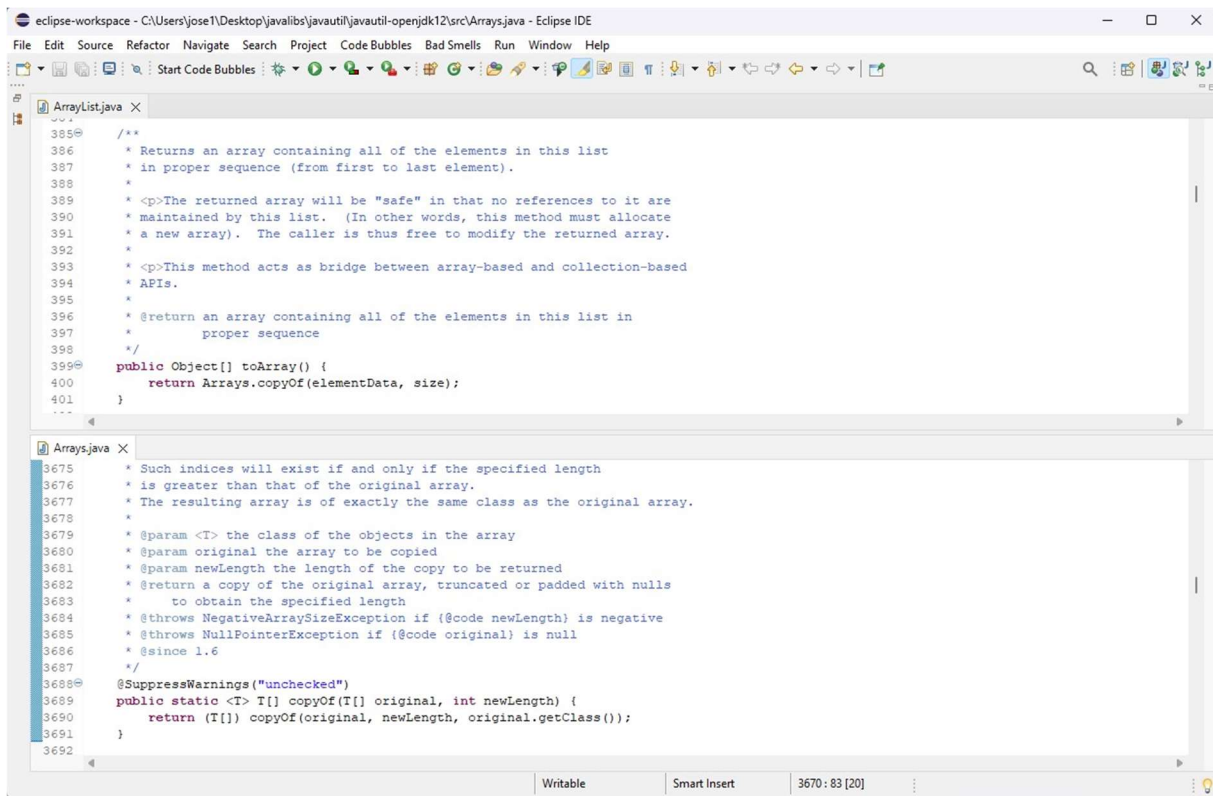 eclipse-workspace - C:\Users\jose1\Desktop\javalibs\javautil\javautil-openjdk12\src\Arrays.java - Eclipse IDE
File Edit Source Refactor Navigate Search Project Code Bubbles Bad Smells Run Window Help
Start Code Bubbles
ArrayList.java
385 /**
386  * Returns an array containing all of the elements in this list
387  * in proper sequence (from first to last element).
388  *
389  * <p>The returned array will be "safe" in that no references to it are
390  * maintained by this list.  (In other words, this method must allocate
391  * a new array).  The caller is thus free to modify the returned array.
392  *
393  * <p>This method acts as bridge between array-based and collection-based
394  * APIs.
395  *
396  * @return an array containing all of the elements in this list in
397  *         proper sequence
398  */
399 public Object[] toArray() {
400     return Arrays.copyOf(elementData, size);
401 }
Arrays.java
3675  * Such indices will exist if and only if the specified length
3676  * is greater than that of the original array.
3677  * The resulting array is of exactly the same class as the original array.
3678  *
3679  * @param <T> the class of the objects in the array
3680  * @param original the array to be copied
3681  * @param newLength the length of the copy to be returned
3682  * @return a copy of the original array, truncated or padded with nulls
3683  *     to obtain the specified length
3684  * @throws NegativeArraySizeException if {@code newLength} is negative
3685  * @throws NullPointerException if {@code original} is null
3686  * @since 1.6
3687  */
3688 @SuppressWarnings("unchecked")
3689 public static <T> T[] copyOf(T[] original, int newLength) {
3690     return (T[]) copyOf(original, newLength, original.getClass());
3691 }
3692
Writable Smart Insert 3670 : 83 [20]